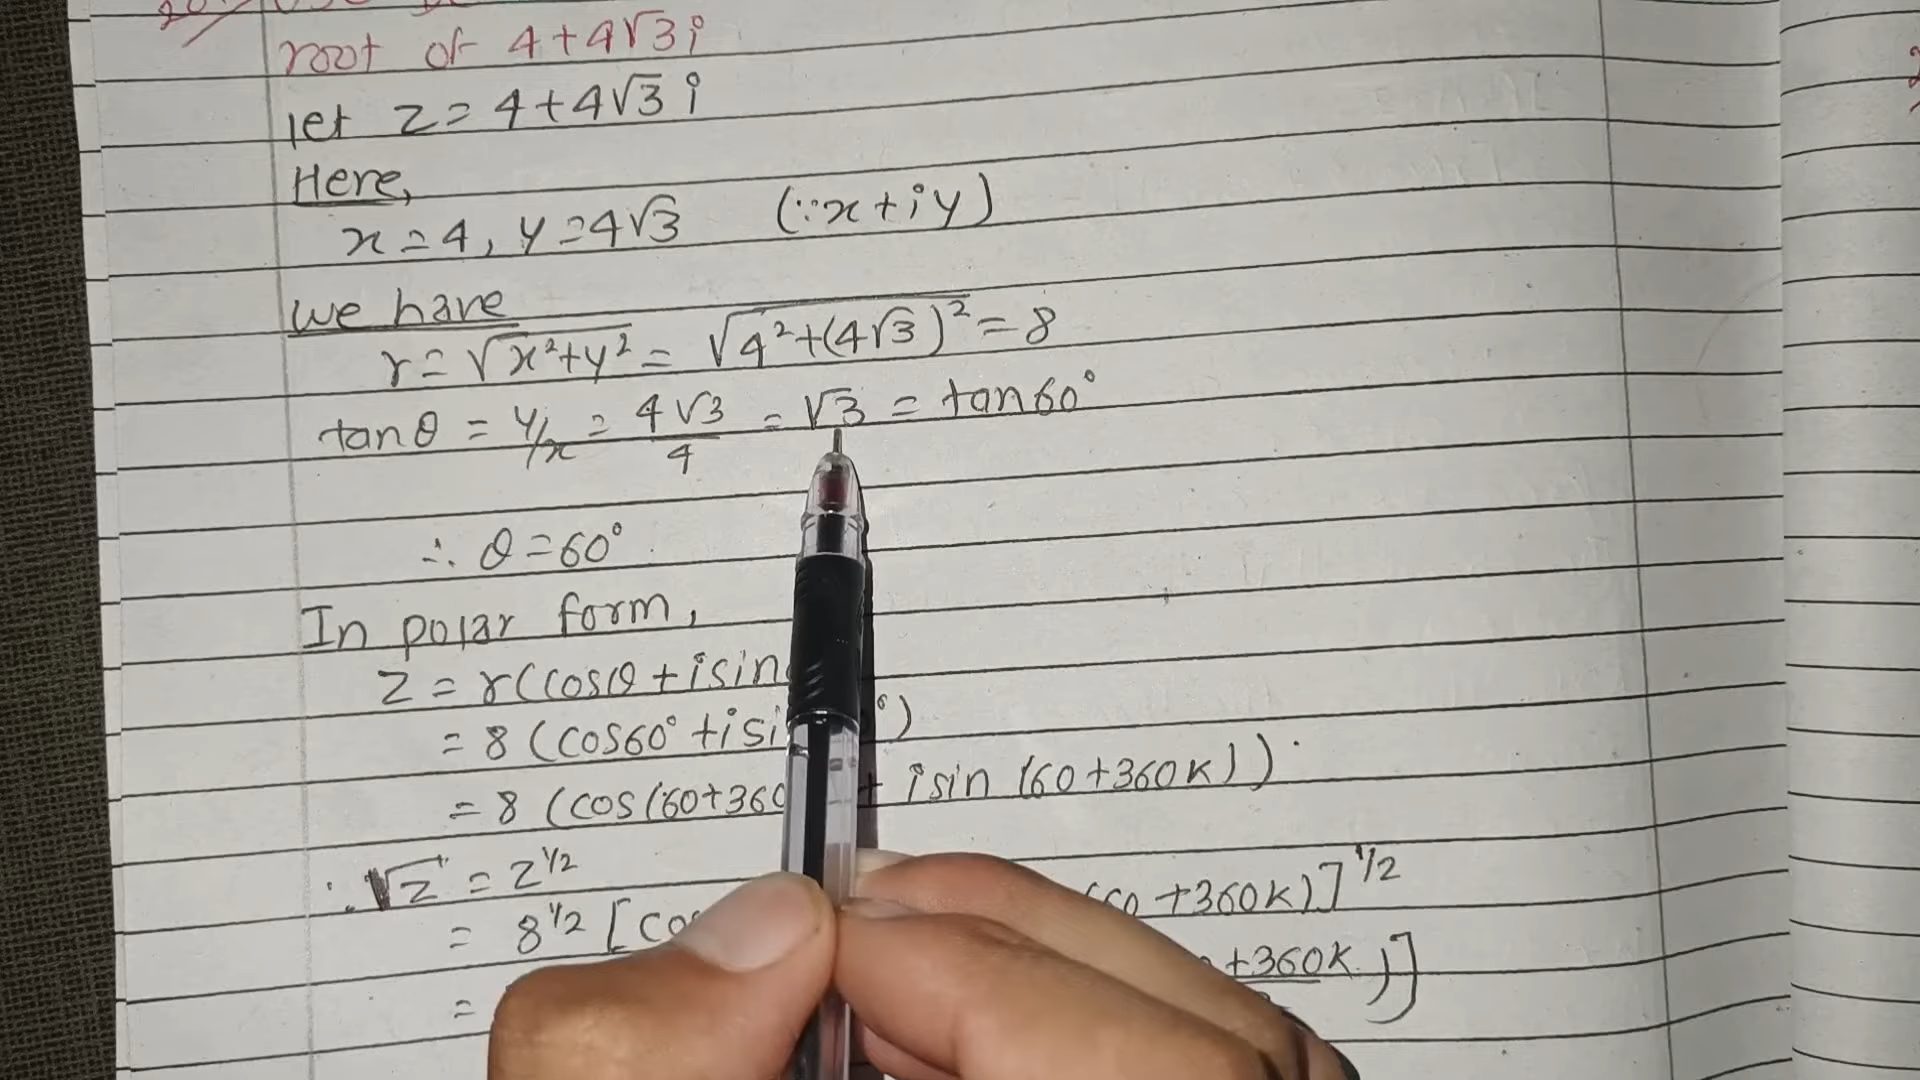 root of 4+4√3i
let z = 4+4√3 i
Here,
x = 4, y = 4√3 (∵x+iy)
we have
r = √x²+y² = √4²+(4√3)² = 8
tanθ = y/x = 4√3/4 = √3 = tan60°
∴ θ = 60°
In polar form,
z = r(cosθ + isin
= 8 (cos60° + isi °)
= 8 (cos(60+360 + isin (60+360K))
∴ √z = z^1/2
= 8^1/2 [cos +360K)]^1/2
= +360K)]